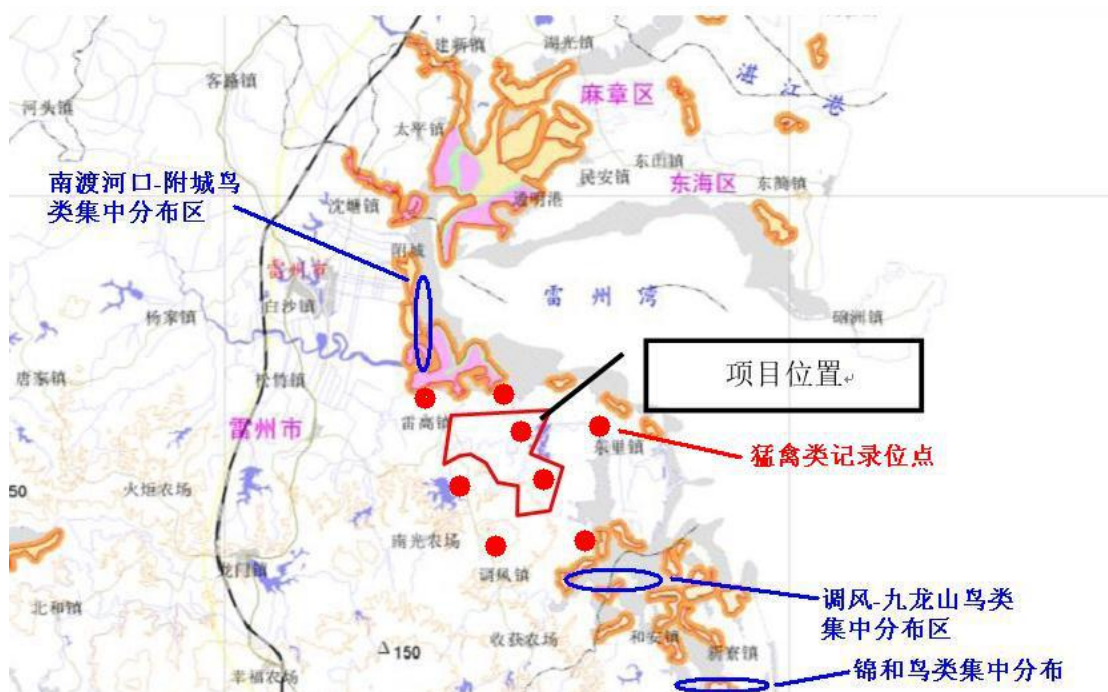 建新镇
湖光镇
客路镇
湛江港
麻章区
河头镇
太平镇
东山镇
民安镇
东海区
东简镇
南渡河口-附城鸟
类集中分布区
沈塘镇
通明港
附城
雷州市
雷州湾
白沙镇
杨家镇
硇洲镇
项目位置
唐家镇
松竹镇
雷高镇
雷州市
东里镇
猛禽类记录位点
50
火炬农场
南光农场
调风镇
龙门镇
调风-九龙山鸟类
集中分布区
北和镇
收获农场
和安镇
新寮镇
△150
锦和鸟类集中分布
幸福农场